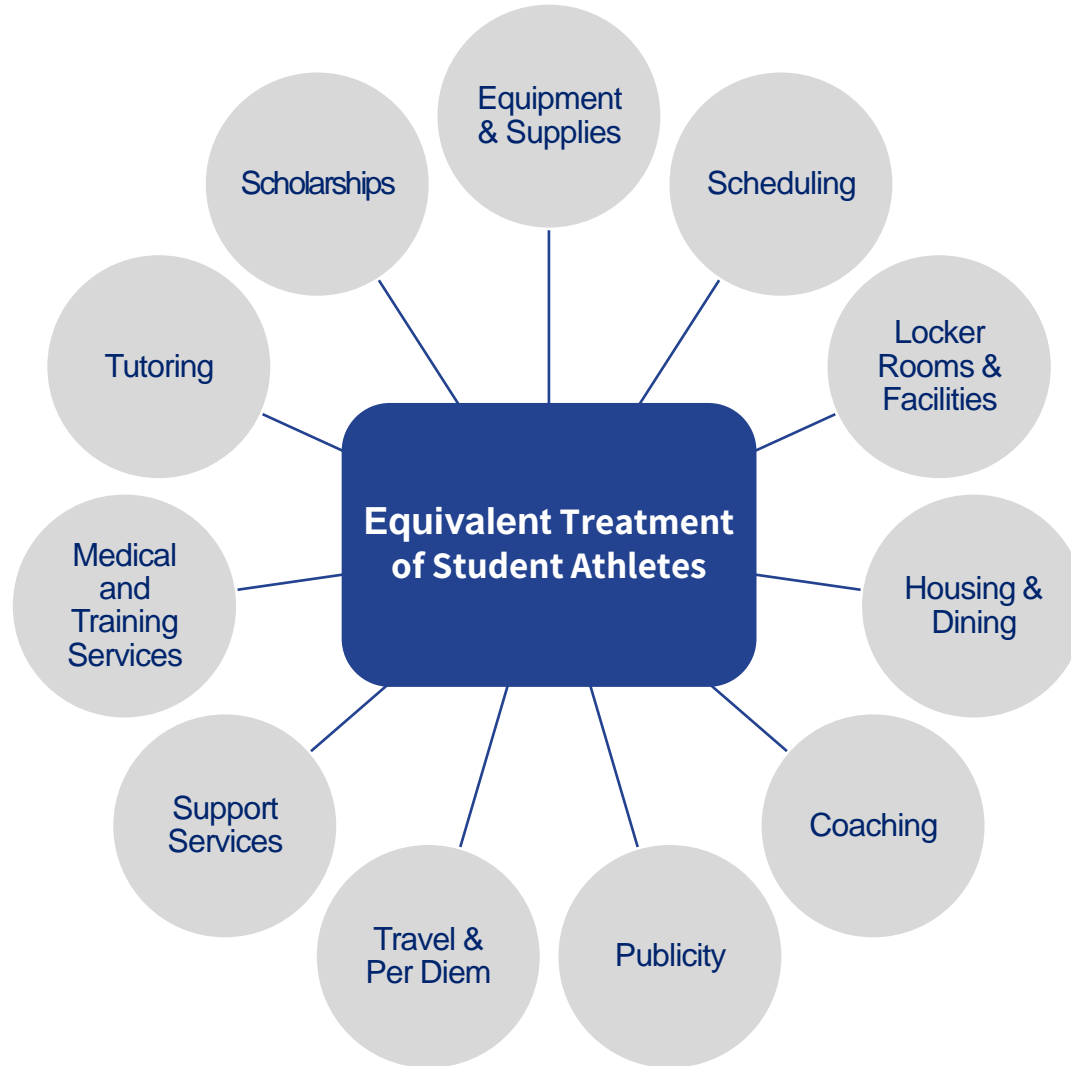 Equipment
& Supplies
Scheduling
Locker
Rooms &
Facilities
Housing &
Dining
Coaching
Publicity
Travel &
Per Diem
Support
Services
Medical
and
Training
Services
Tutoring
Scholarships
Equivalent Treatment
of Student Athletes